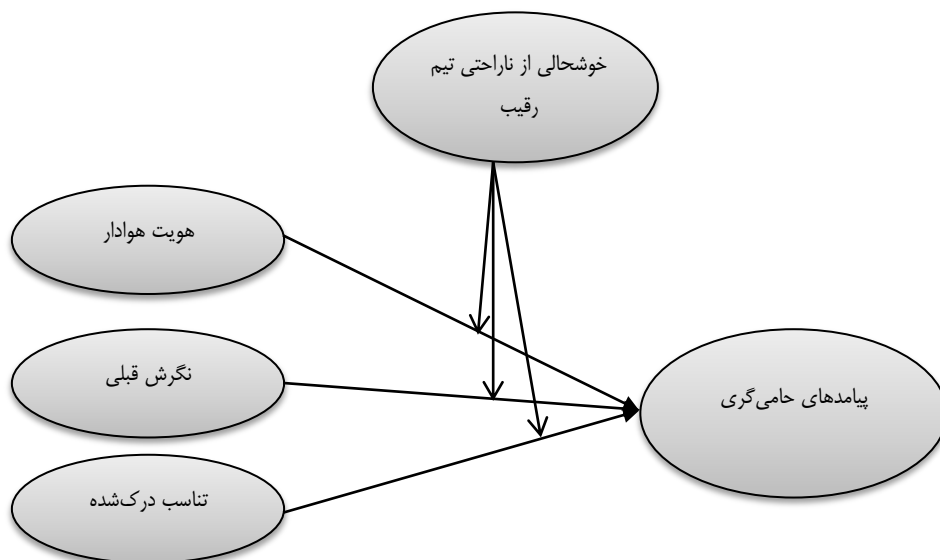 خوشحالی از ناراحتی تیم
رقیب
هویت هوادار
نگرش قبلی
پیامدهای حامی‌گری
تناسب درک‌شده